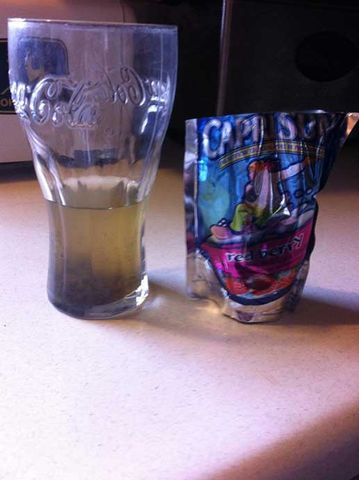 Coca-Cola
CAPRI SUN
red berry